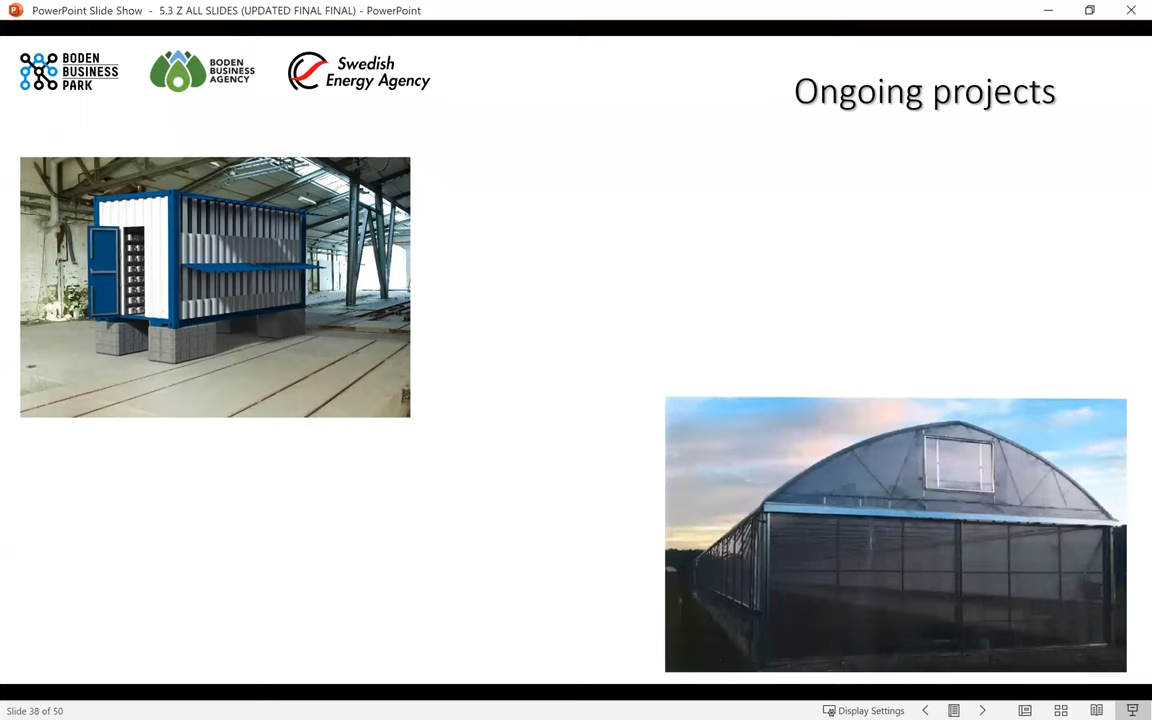 PowerPoint Slide Show - 5.3 Z ALL SLIDES (UPDATED FINAL FINAL) - PowerPoint
BODEN
BUSINESS
PARK
BODEN
BUSINESS
AGENCY
Swedish
Energy Agency
Ongoing projects
Slide 38 of 50
Display Settings